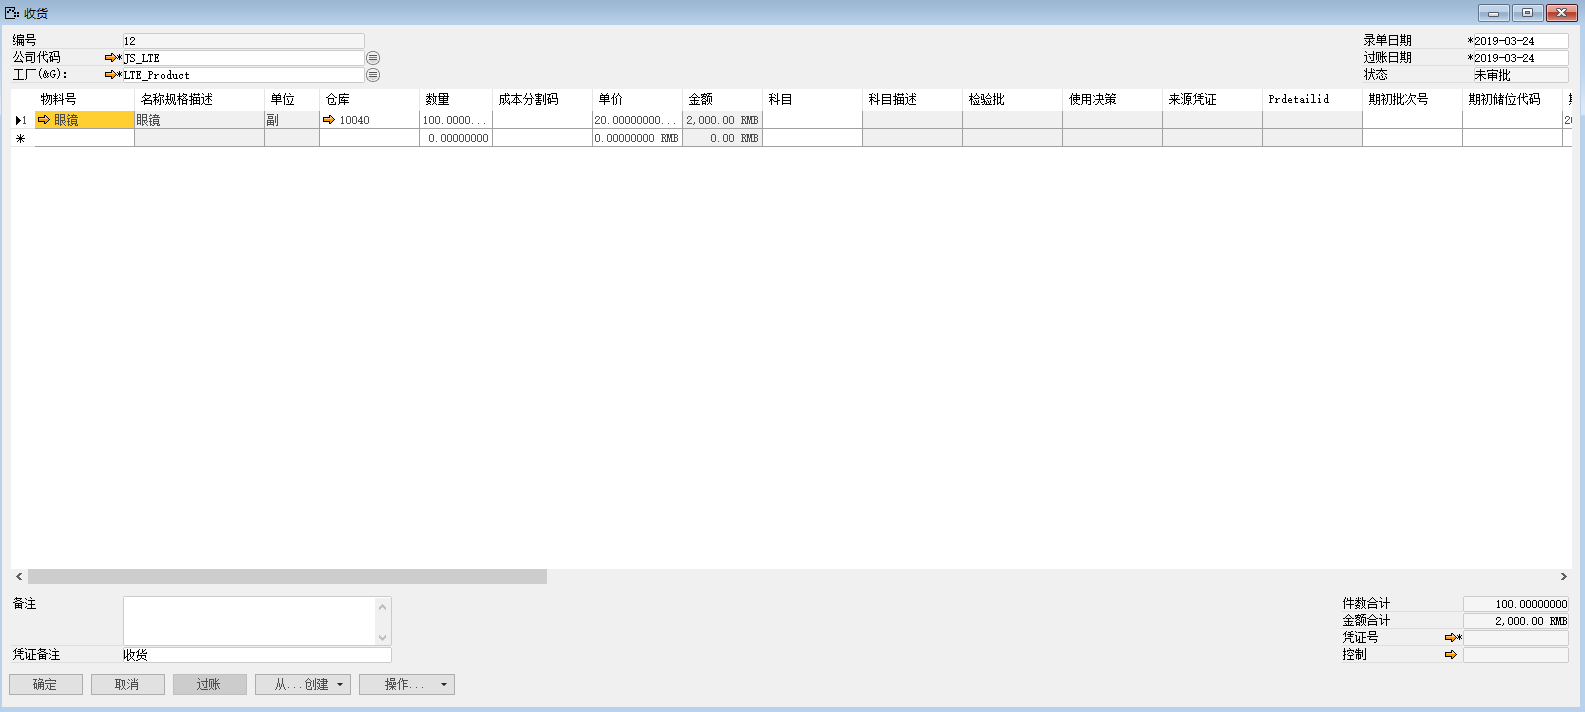 收货
编号 12
公司代码 *JS_LTE
工厂(&G): *LTE_Product
录单日期 *2019-03-24
过账日期 *2019-03-24
状态 未审批
物料号 名称规格描述 单位 仓库 数量 成本分割码 单价 金额 科目 科目描述 检验批 使用决策 来源凭证 Prdetailid 期初批次号 期初储位代码
1 眼镜 眼镜 副 10040 100.0000... 20.00000000... 2,000.00 RMB
0.00000000 0.00000000 RMB 0.00 RMB
备注
凭证备注 收货
件数合计 100.00000000
金额合计 2,000.00 RMB
凭证号 *
控制
确定 取消 过账 从...创建 操作...